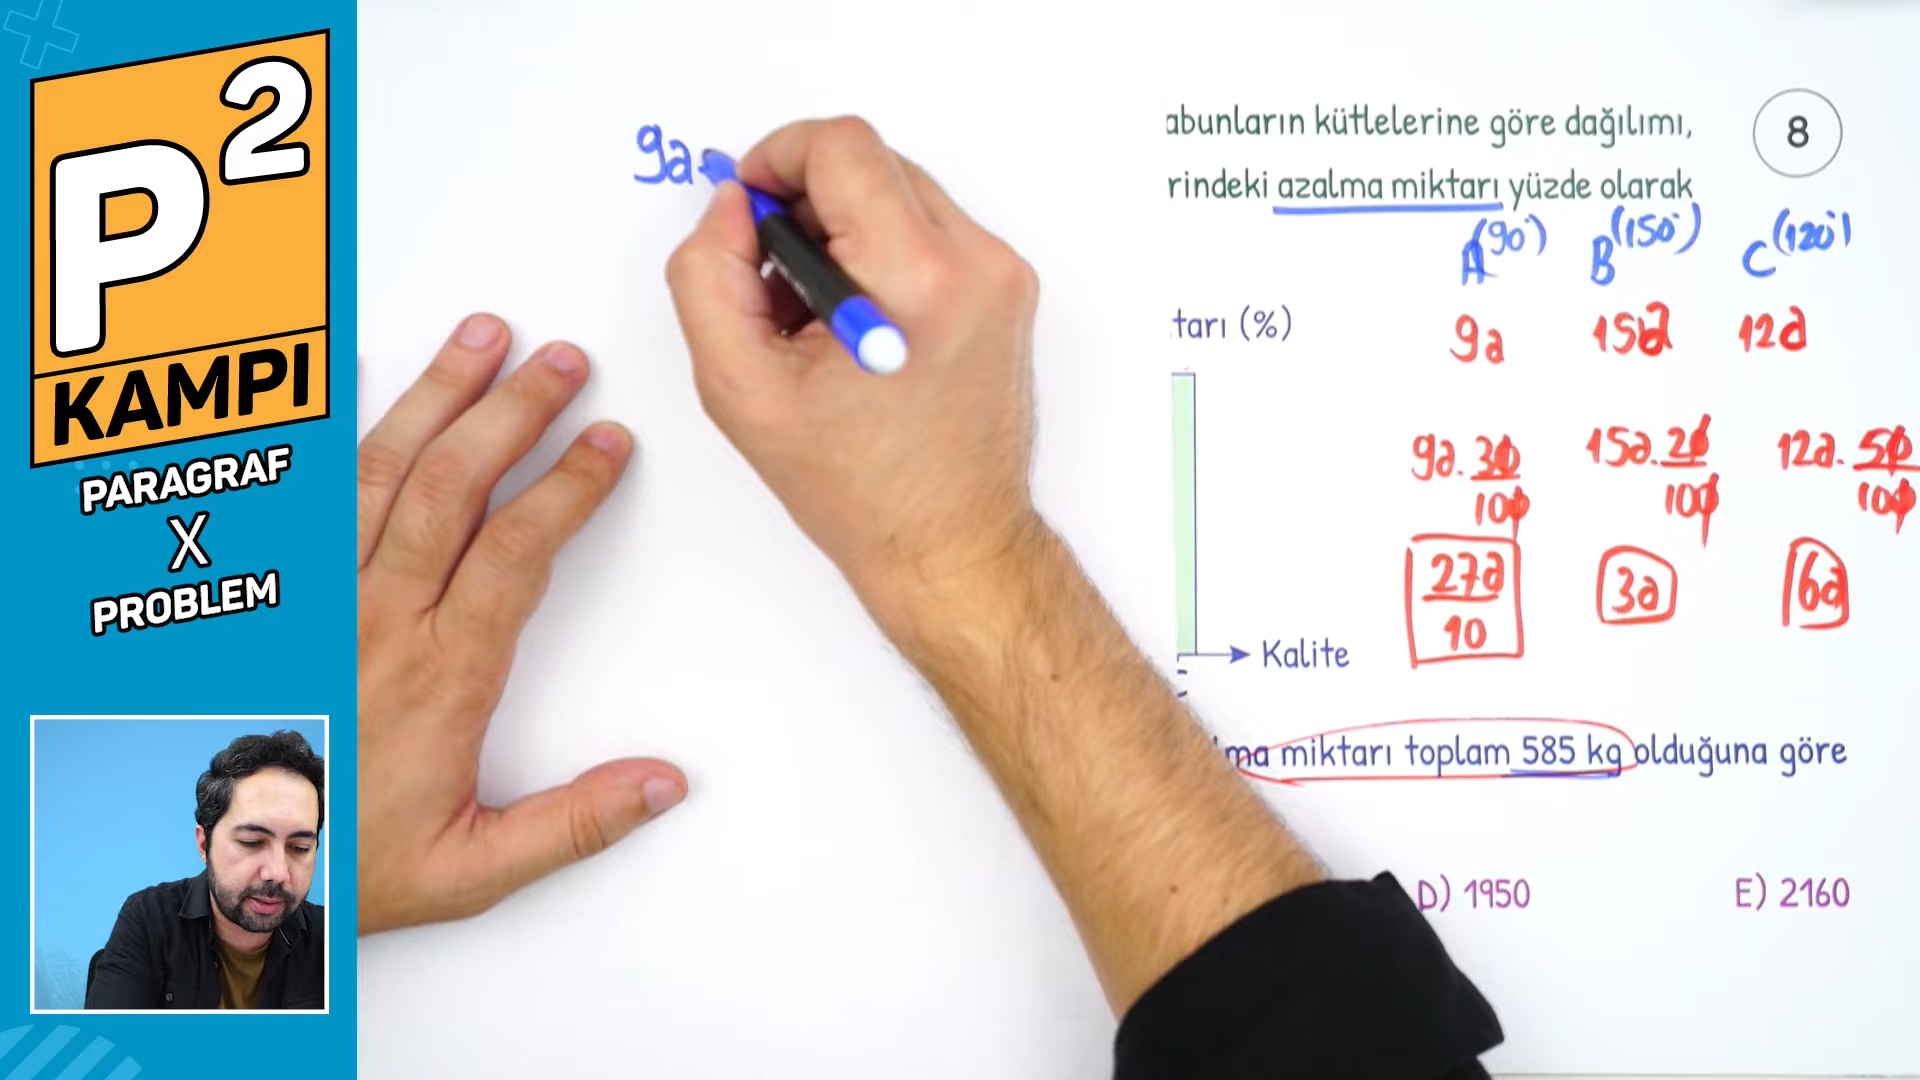 P²
KAMPI
PARAGRAF
X
PROBLEM
9a
abunların kütlelerine göre dağılımı,
8
rindeki azalma miktarı yüzde olarak
A(90°) B(150°) C(120°)
tarı (%)
9a 15a 12a
9a.30/100 15a.20/100 12a.50/100
27a/10 3a 6a
Kalite
ma miktarı toplam 585 kg olduğuna göre
D) 1950 E) 2160